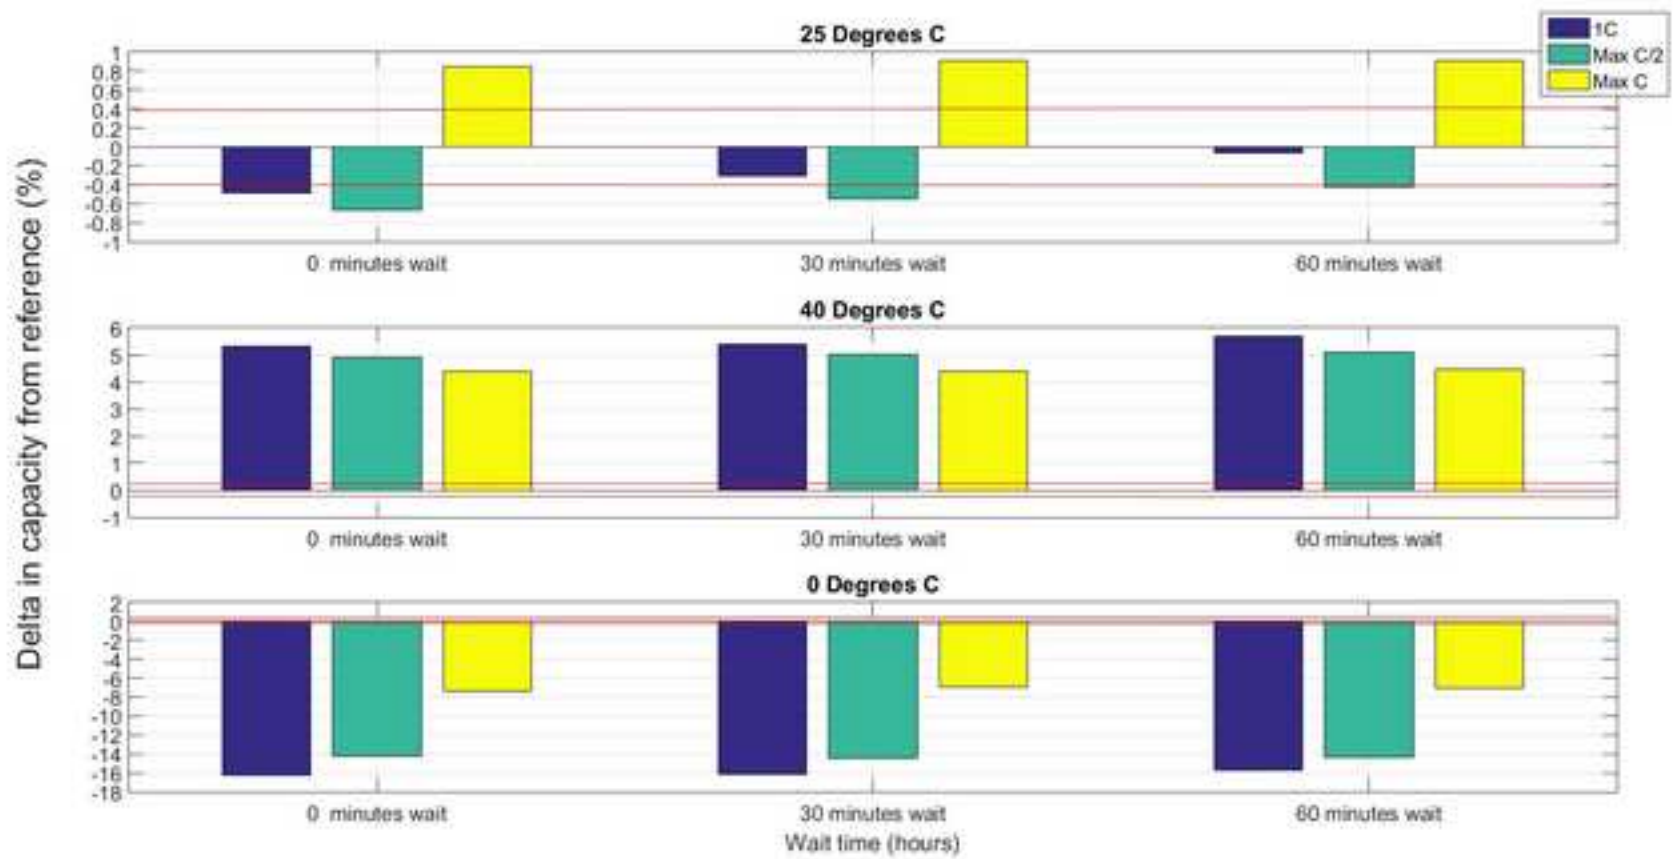 Delta in capacity from reference (%)
25 Degrees C
1C
Max C/2
Max C
1
0.8
0.6
0.4
0.2
0
-0.2
-0.4
-0.6
-0.8
-1
0 minutes wait
30 minutes wait
60 minutes wait
40 Degrees C
6
5
4
3
2
1
0
-1
0 minutes wait
30 minutes wait
60 minutes wait
0 Degrees C
2
0
-2
-4
-6
-8
-10
-12
-14
-16
-18
0 minutes wait
30 minutes wait
60 minutes wait
Wait time (hours)